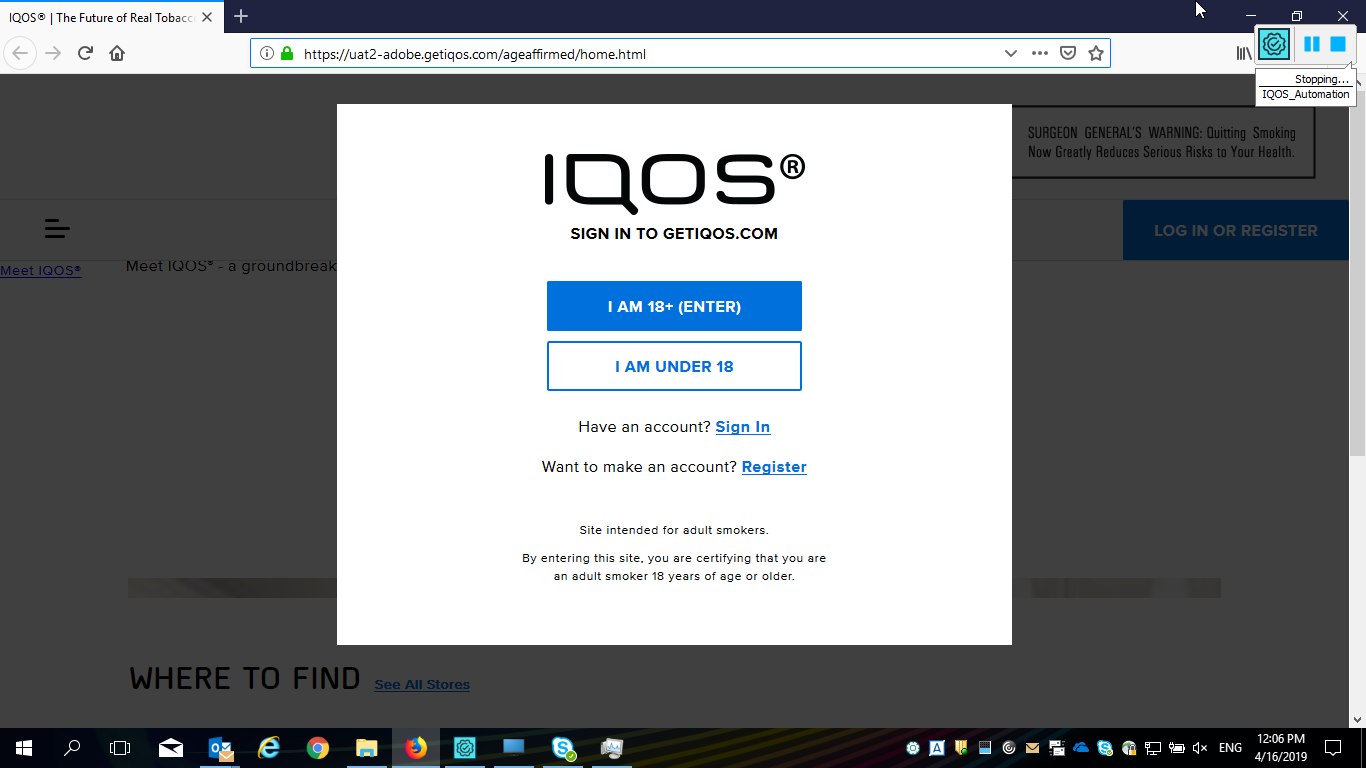 IQOS® | The Future of Real Tobacc
https://uat2-adobe.getiqos.com/ageaffirmed/home.html
Stopping...
IQOS_Automation
SURGEON GENERAL'S WARNING: Quitting Smoking
Now Greatly Reduces Serious Risks to Your Health.
IQOS®
SIGN IN TO GETIQOS.COM
LOG IN OR REGISTER
Meet IQOS®
Meet IQOS® - a groundbreak
I AM 18+ (ENTER)
I AM UNDER 18
Have an account? Sign In
Want to make an account? Register
Site intended for adult smokers.
By entering this site, you are certifying that you are
an adult smoker 18 years of age or older.
WHERE TO FIND See All Stores
ENG
12:06 PM
4/16/2019